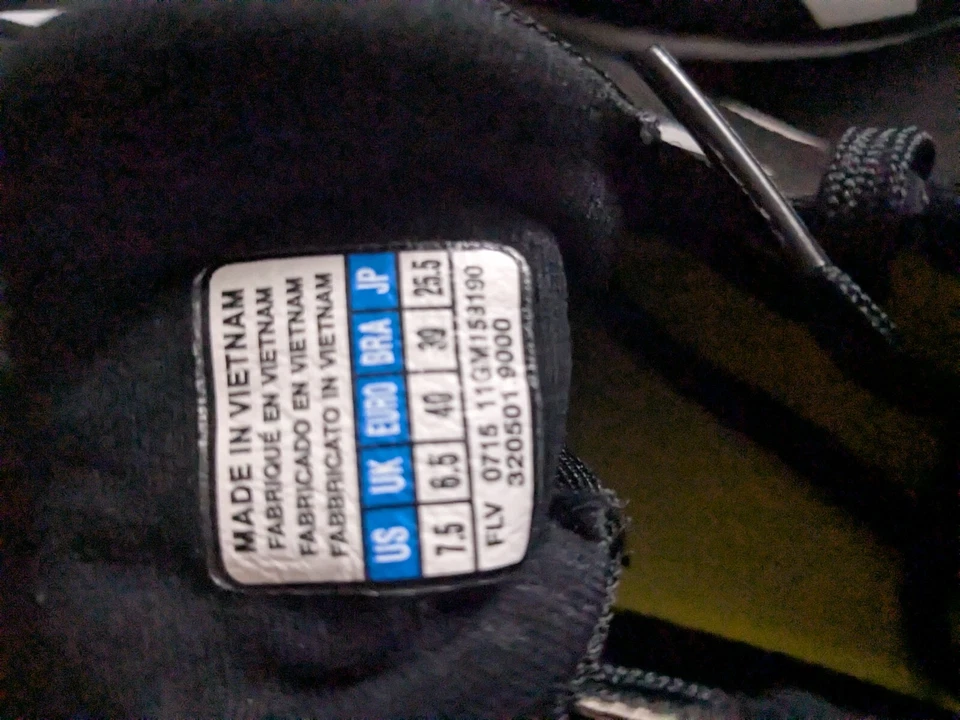 MADE IN VIETNAM
FABRIQUÉ EN VIETNAM
FABRICADO EN VIETNAM
FABBRICATO IN VIETNAM
US UK EURO BRA JP
7.5 6.5 40 39 25.5
FLV 0715 11GM153190
320501.9000